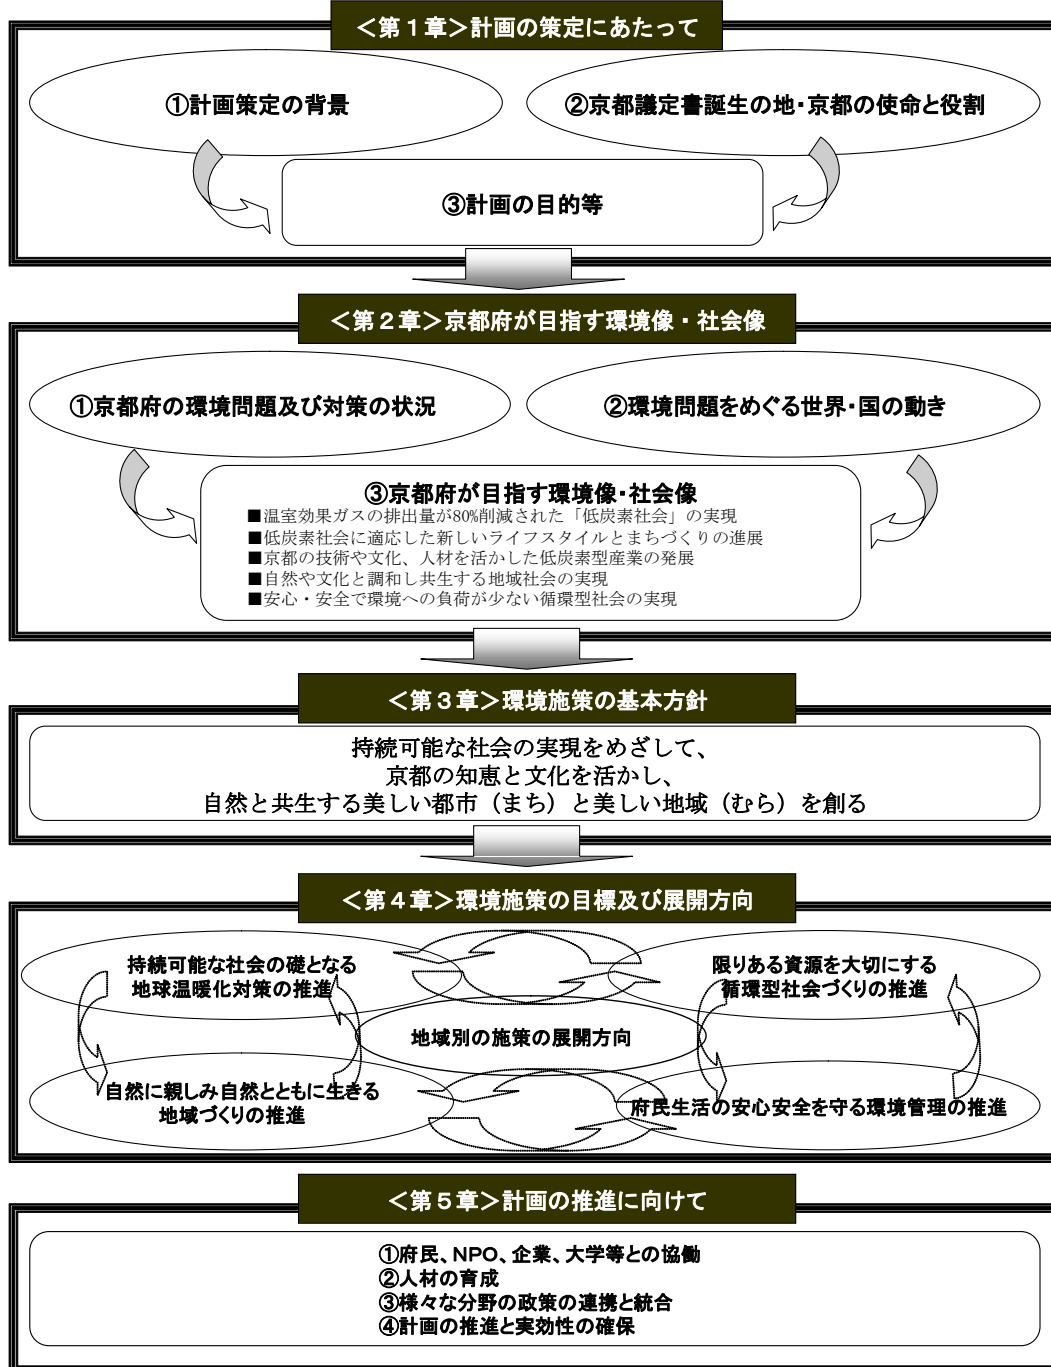 ＜第１章＞計画の策定にあたって
①計画策定の背景
②京都議定書誕生の地・京都の使命と役割
③計画の目的等
＜第２章＞京都府が目指す環境像・社会像
①京都府の環境問題及び対策の状況
②環境問題をめぐる世界・国の動き
③京都府が目指す環境像・社会像
■温室効果ガスの排出量が80%削減された「低炭素社会」の実現
■低炭素社会に適応した新しいライフスタイルとまちづくりの進展
■京都の技術や文化、人材を活かした低炭素型産業の発展
■自然や文化と調和し共生する地域社会の実現
■安心・安全で環境への負荷が少ない循環型社会の実現
＜第３章＞環境施策の基本方針
持続可能な社会の実現をめざして、
京都の知恵と文化を活かし、
自然と共生する美しい都市（まち）と美しい地域（むら）を創る
＜第４章＞環境施策の目標及び展開方向
持続可能な社会の礎となる
地球温暖化対策の推進
限りある資源を大切にする
循環型社会づくりの推進
地域別の施策の展開方向
自然に親しみ自然とともに生きる
地域づくりの推進
府民生活の安心安全を守る環境管理の推進
＜第５章＞計画の推進に向けて
①府民、NPO、企業、大学等との協働
②人材の育成
③様々な分野の政策の連携と統合
④計画の推進と実効性の確保